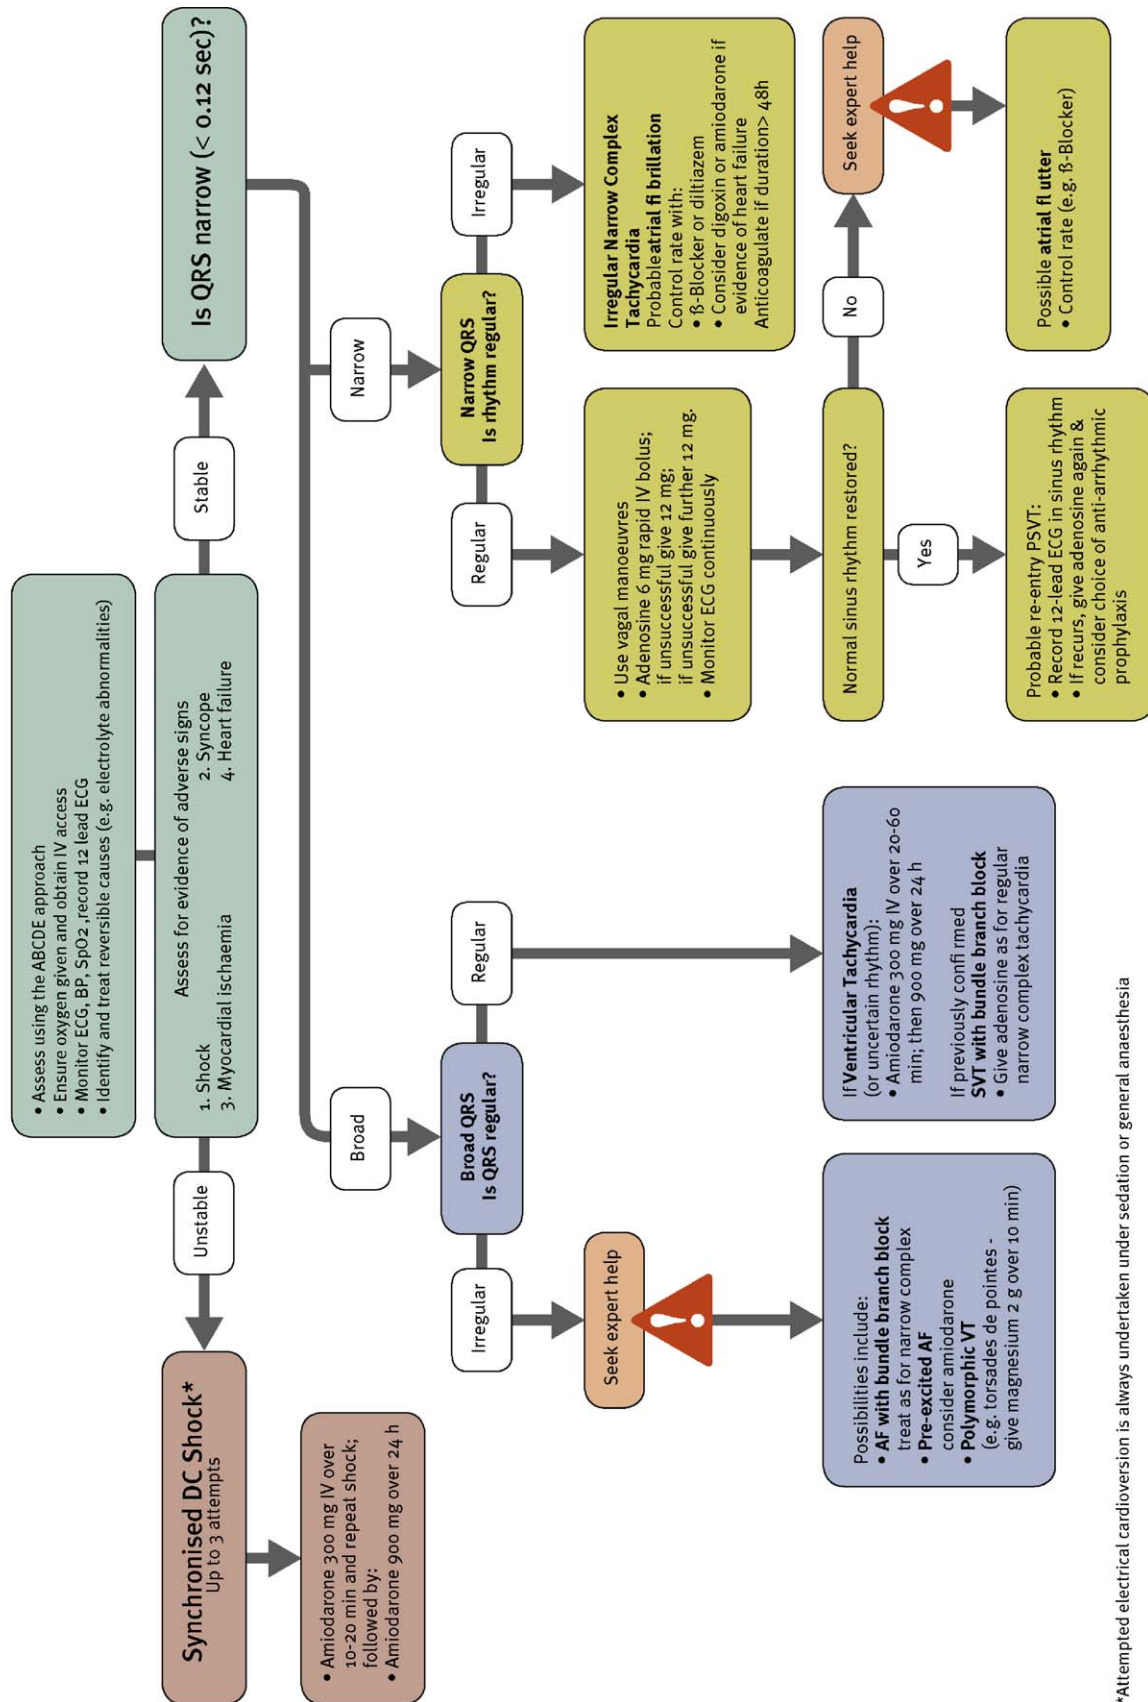 • Assess using the ABCDE approach
• Ensure oxygen given and obtain IV access
• Monitor ECG, BP, SpO2 ,record 12 lead ECG
• Identify and treat reversible causes (e.g. electrolyte abnormalities)
Assess for evidence of adverse signs
1. Shock 2. Syncope
3. Myocardial ischaemia 4. Heart failure
Unstable
Stable
Synchronised DC Shock*
Up to 3 attempts
Is QRS narrow (< 0.12 sec)?
• Amiodarone 300 mg IV over
10-20 min and repeat shock;
followed by:
• Amiodarone 900 mg over 24 h
Broad
Narrow
Broad QRS
Is QRS regular?
Narrow QRS
Is rhythm regular?
Irregular
Regular
Regular
Irregular
Seek expert help
• Use vagal manoeuvres
• Adenosine 6 mg rapid IV bolus;
if unsuccessful give 12 mg;
if unsuccessful give further 12 mg.
• Monitor ECG continuously
Irregular Narrow Complex
Tachycardia
Probable atrial fi brillation
Control rate with:
• ß-Blocker or diltiazem
• Consider digoxin or amiodarone if
evidence of heart failure
Anticoagulate if duration> 48h
Possibilities include:
• AF with bundle branch block
treat as for narrow complex
• Pre-excited AF
consider amiodarone
• Polymorphic VT
(e.g. torsades de pointes -
give magnesium 2 g over 10 min)
If Ventricular Tachycardia
(or uncertain rhythm):
• Amiodarone 300 mg IV over 20-60
min; then 900 mg over 24 h
If previously confi rmed
SVT with bundle branch block
• Give adenosine as for regular
narrow complex tachycardia
Normal sinus rhythm restored?
No
Seek expert help
Yes
Probable re-entry PSVT:
• Record 12-lead ECG in sinus rhythm
• If recurs, give adenosine again &
consider choice of anti-arrhythmic
prophylaxis
Possible atrial fl utter
• Control rate (e.g. ß-Blocker)
*Attempted electrical cardioversion is always undertaken under sedation or general anaesthesia